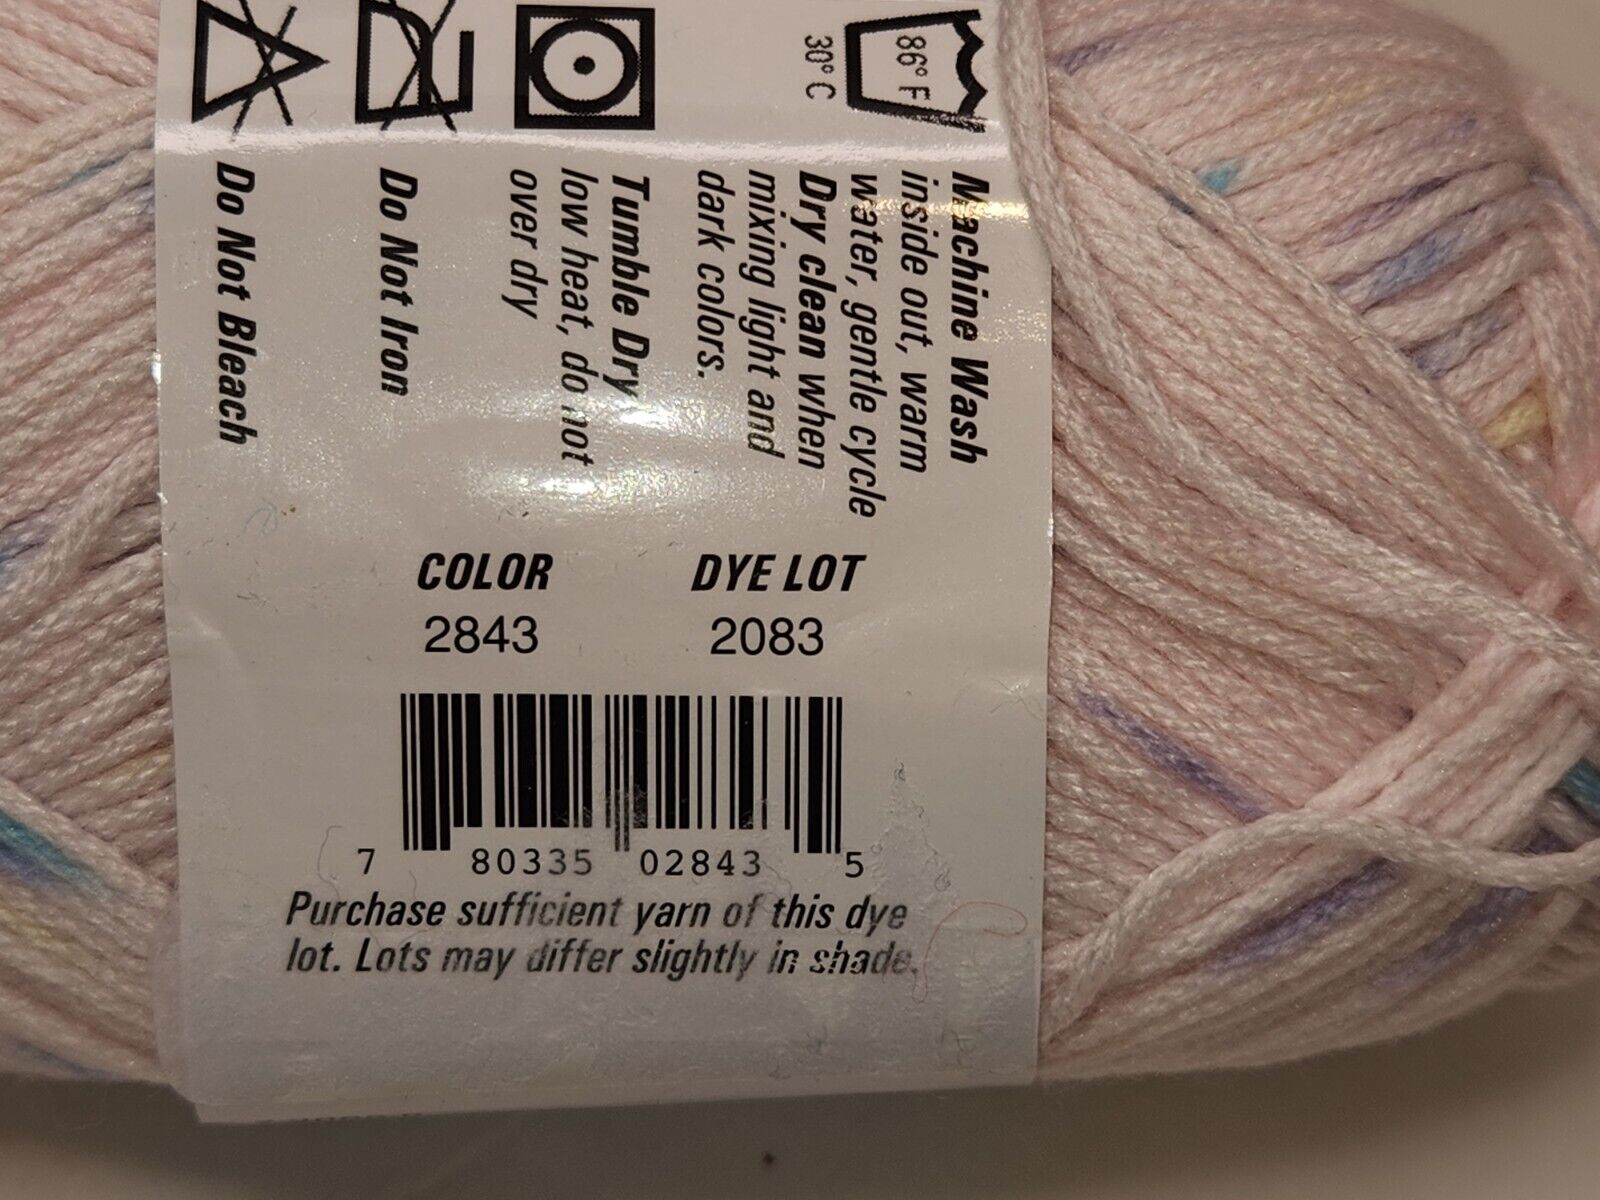 86° F
30° C
Machine Wash
inside out, warm
water, gentle cycle
Dry clean when
mixing light and
dark colors.
Tumble Dry
low heat, do not
over dry
Do Not Iron
Do Not Bleach
COLOR DYE LOT
2843 2083
7 80335 02843 5
Purchase sufficient yarn of this dye
lot. Lots may differ slightly in shade.